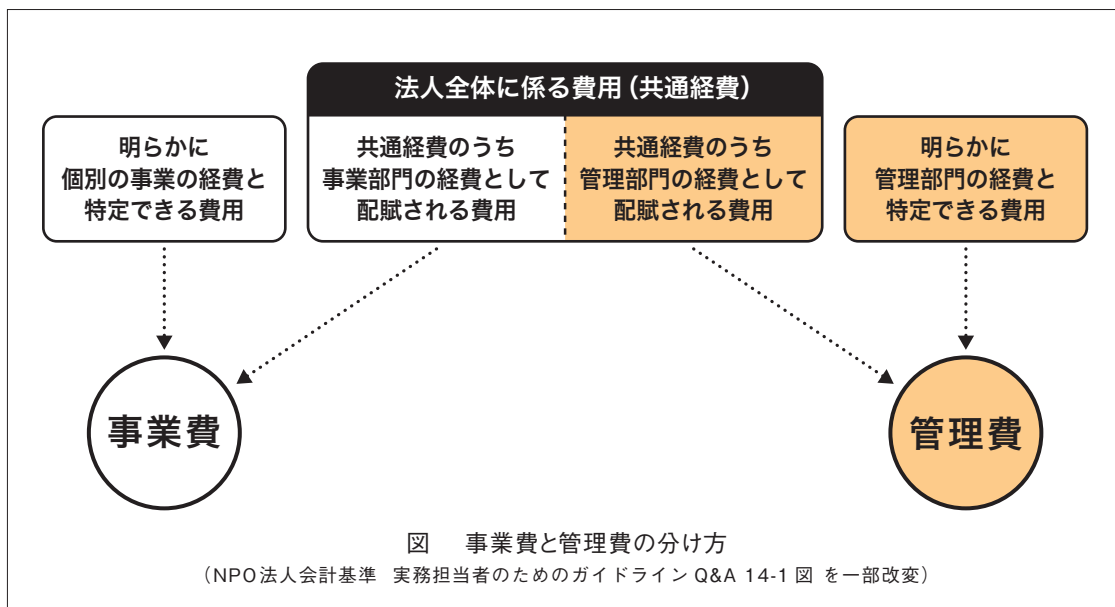 法人全体に係る費用（共通経費）
明らかに
個別の事業の経費と
特定できる費用
共通経費のうち
事業部門の経費として
配賦される費用
共通経費のうち
管理部門の経費として
配賦される費用
明らかに
管理部門の経費と
特定できる費用
事業費
管理費
図　事業費と管理費の分け方
（NPO法人会計基準 実務担当者のためのガイドライン Q&A 14-1 図 を一部改変）